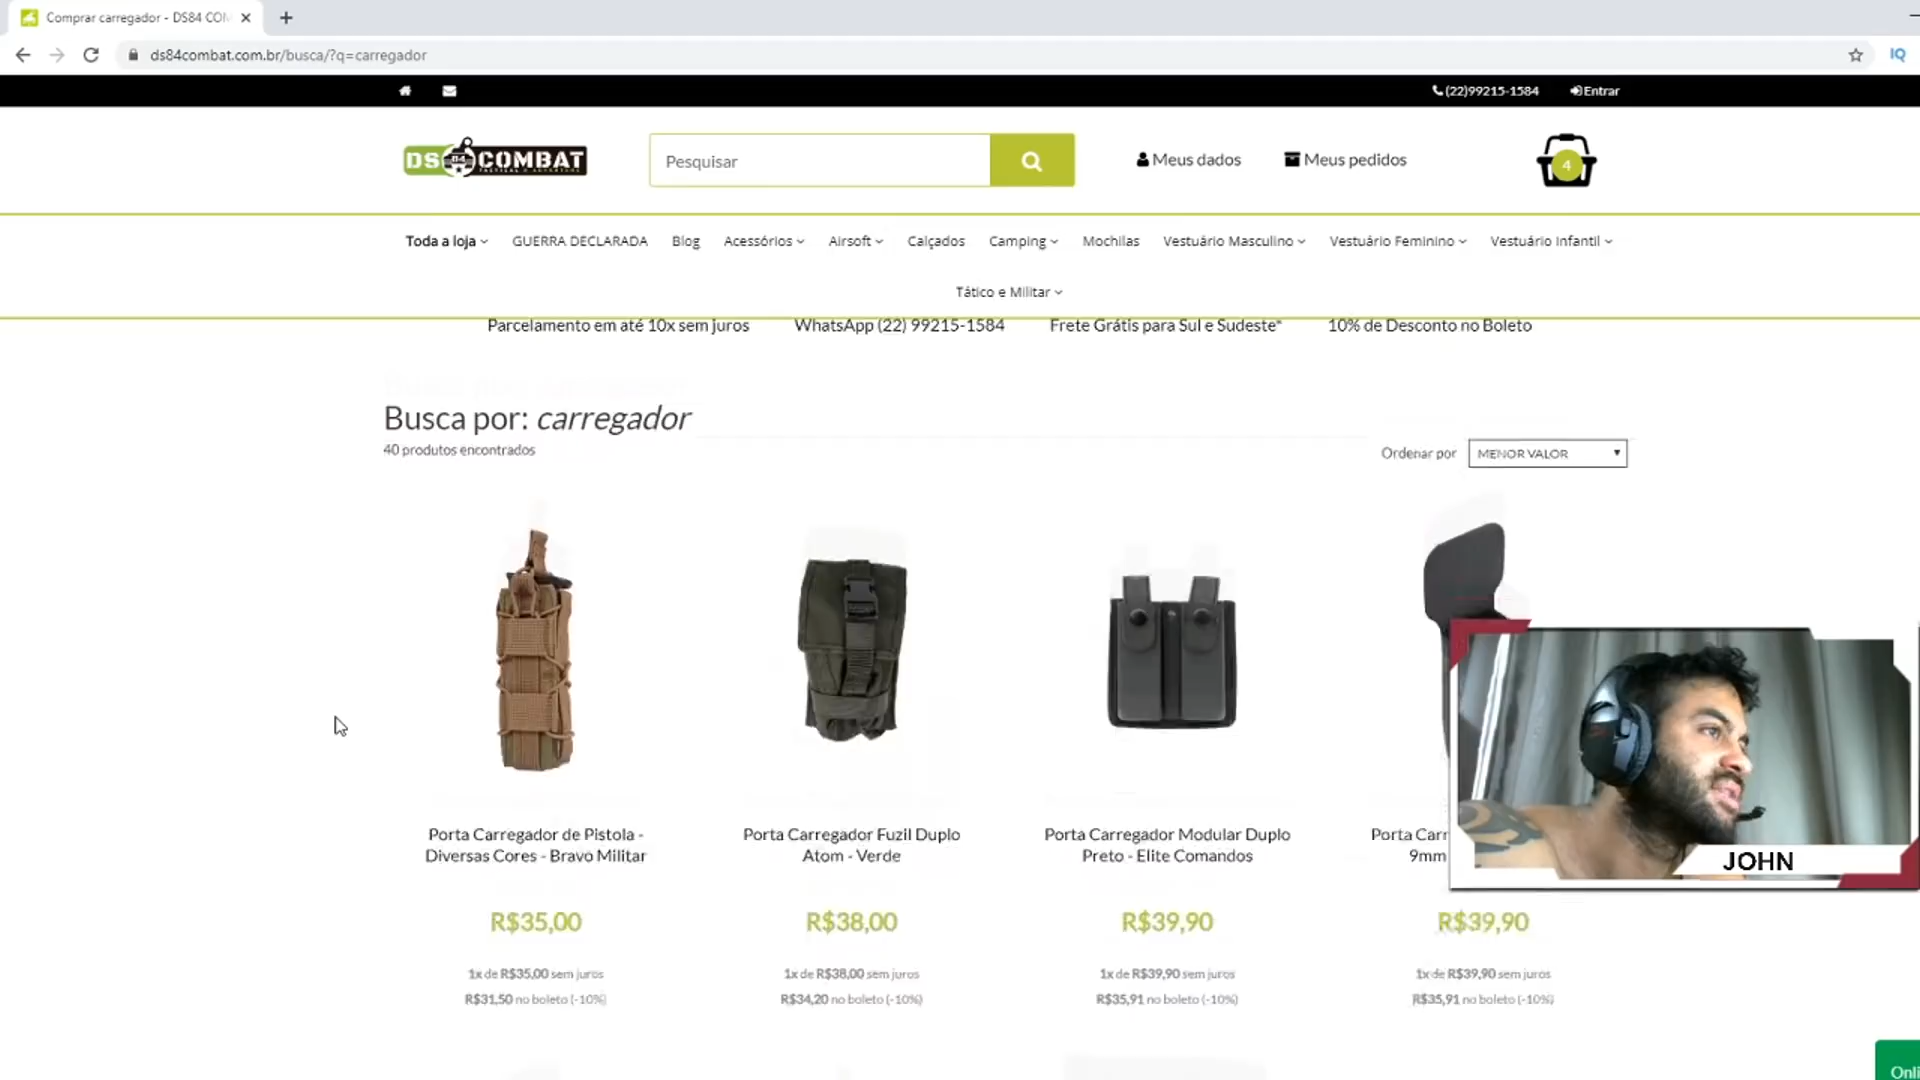 Comprar carregador - DS84 COM
ds84combat.com.br/busca/?q=carregador
IQ
(22)99215-1584
Entrar
DS 84 COMBAT
Pesquisar
Meus dados
Meus pedidos
4
Toda a loja
GUERRA DECLARADA
Blog
Acessórios
Airsoft
Calçados
Camping
Mochilas
Vestuário Masculino
Vestuário Feminino
Vestuário Infantil
Tático e Militar
Parcelamento em até 10x sem juros
WhatsApp (22) 99215-1584
Frete Grátis para Sul e Sudeste*
10% de Desconto no Boleto
Busca por: carregador
40 produtos encontrados
Ordenar por
MENOR VALOR
Porta Carregador de Pistola -
Diversas Cores - Bravo Militar
R$35,00
1x de R$35,00 sem juros
R$31,50 no boleto (-10%)
Porta Carregador Fuzil Duplo
Atom - Verde
R$38,00
1x de R$38,00 sem juros
R$34,20 no boleto (-10%)
Porta Carregador Modular Duplo
Preto - Elite Comandos
R$39,90
1x de R$39,90 sem juros
R$35,91 no boleto (-10%)
Porta Carr
9mm
R$39,90
1x de R$39,90 sem juros
R$35,91 no boleto (-10%)
JOHN
Onli